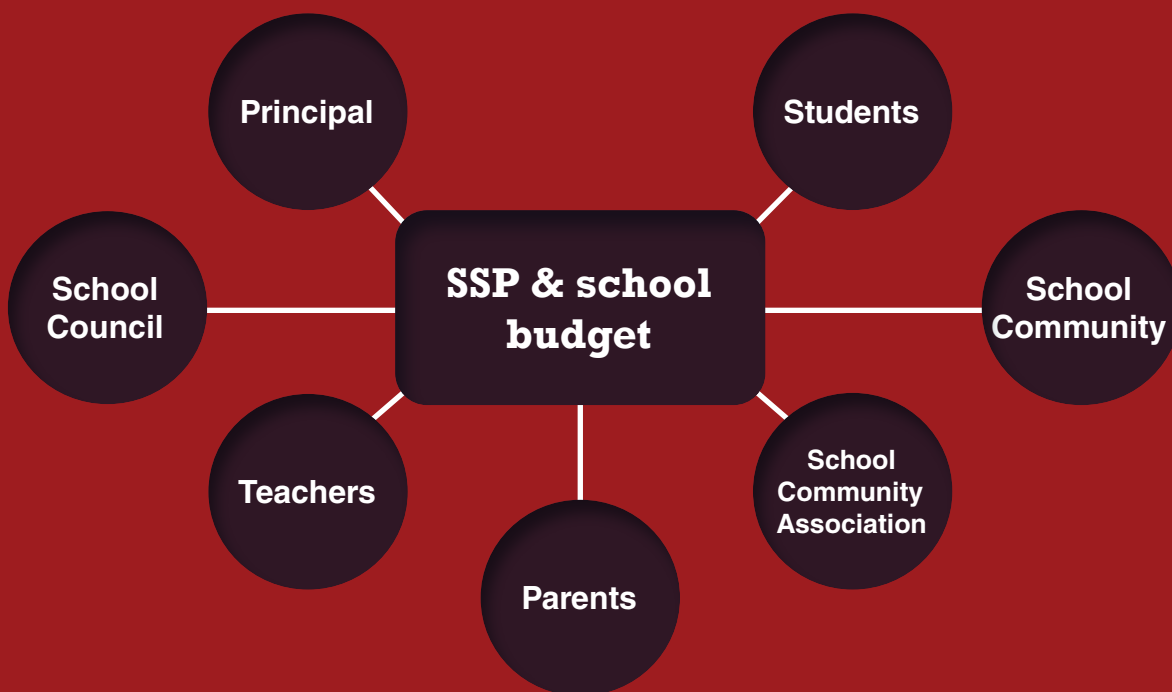 Principal
Students
SSP & school
budget
School
Council
School
Community
Teachers
School
Community
Association
Parents